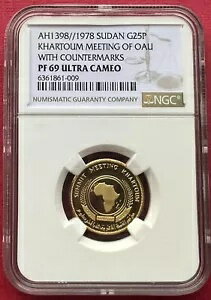 AH1398//1978 SUDAN G25P
KHARTOUM MEETING OF OAU
WITH COUNTERMARKS
PF 69 ULTRA CAMEO
6361861-009
NUMISMATIC GUARANTY COMPANY
NGC
SUMMIT MEETING KHARTOUM